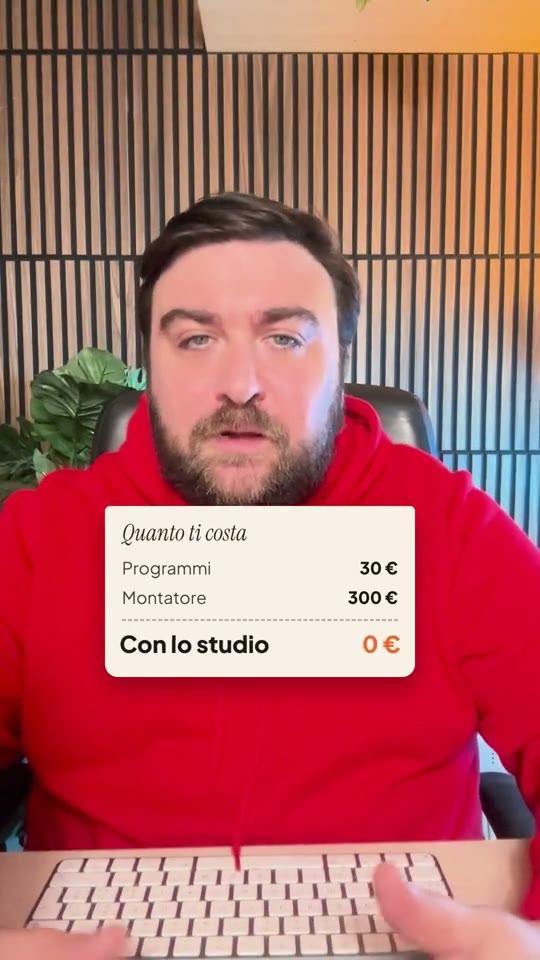 Quanto ti costa
Programmi 30 €
Montatore 300 €
Con lo studio 0 €